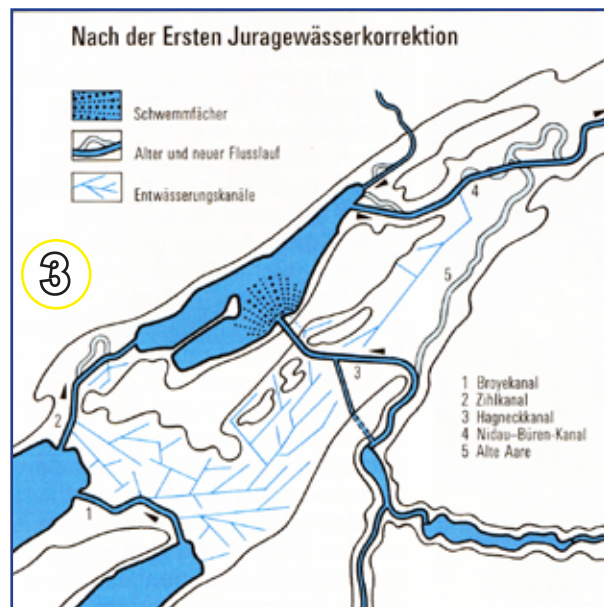 Nach der Ersten Juragewässerkorrektion
Schwemmfächer
Alter und neuer Flusslauf
Entwässerungskanäle
3
4
5
3
2
1
1 Broyekanal
2 Zihlkanal
3 Hagneckkanal
4 Nidau–Büren-Kanal
5 Alte Aare